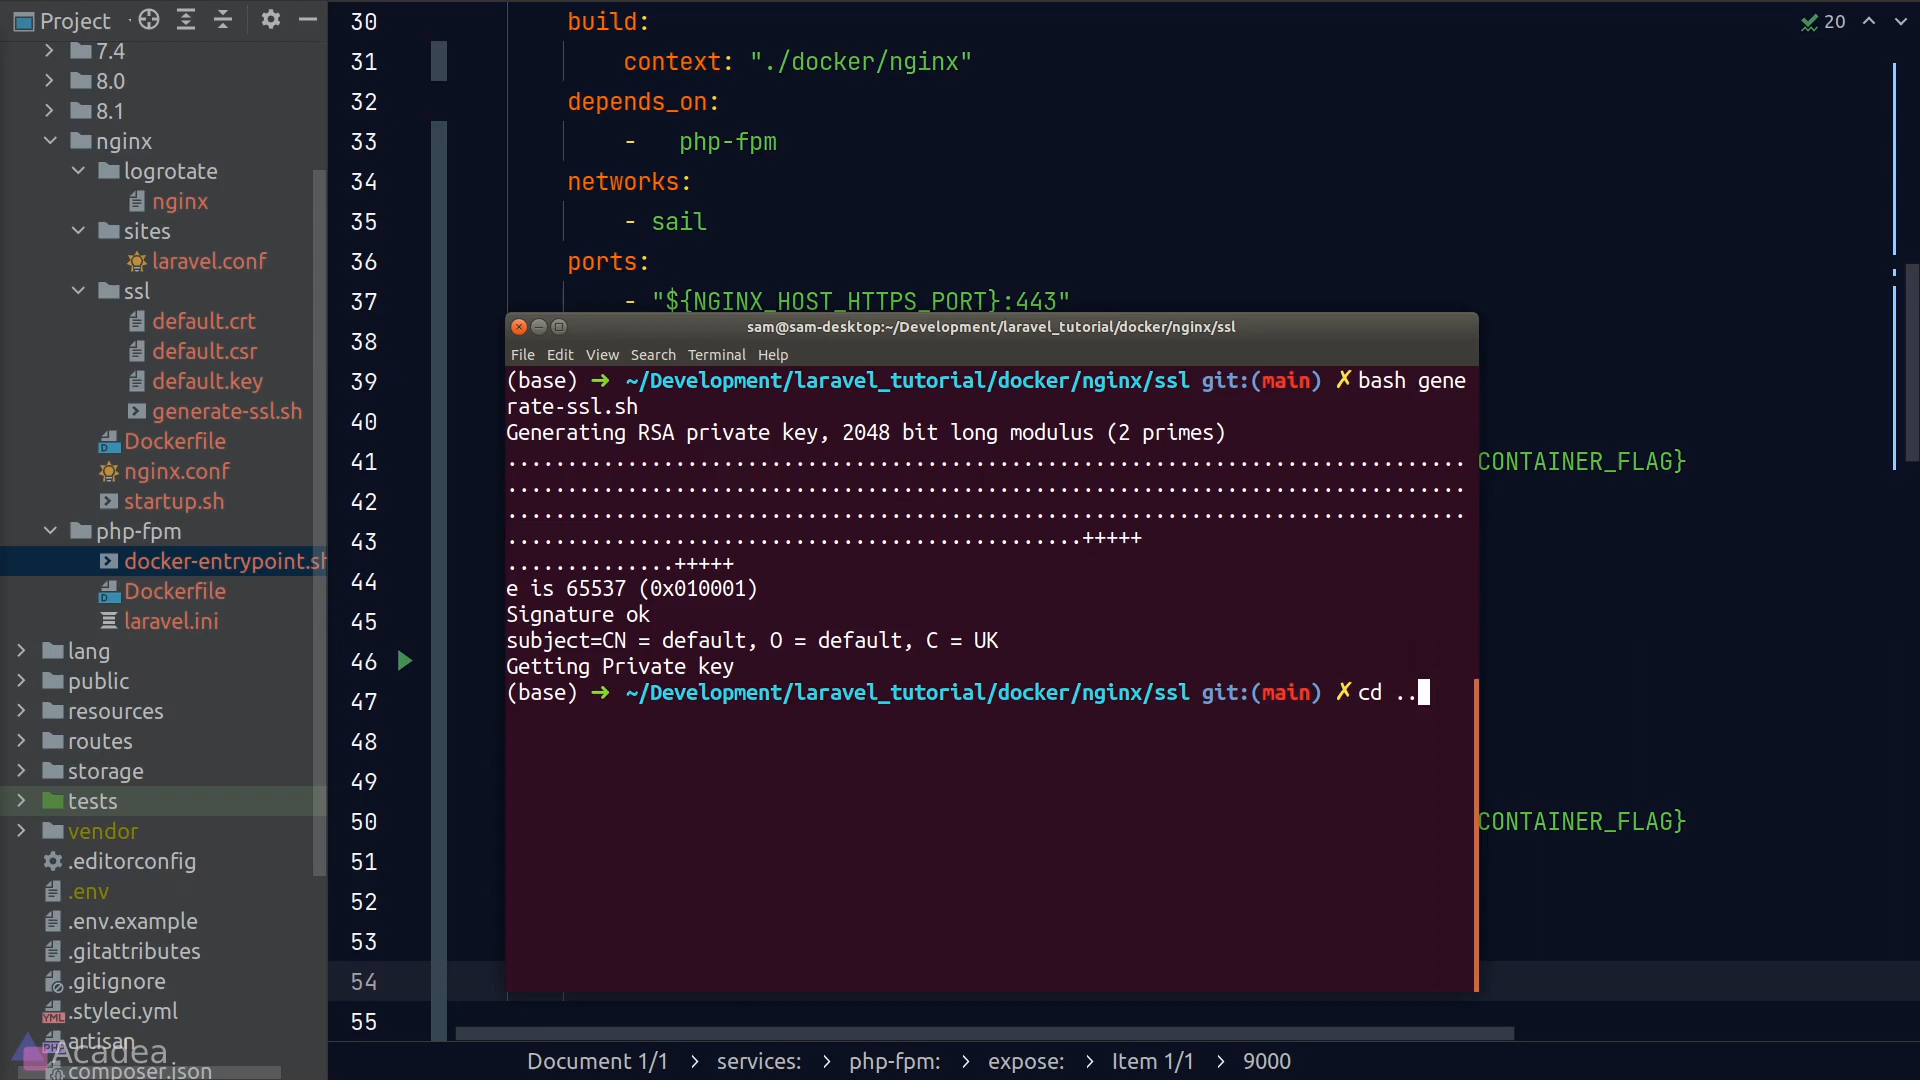 Project
7.4
8.0
8.1
nginx
logrotate
nginx
sites
laravel.conf
ssl
default.crt
default.csr
default.key
generate-ssl.sh
Dockerfile
nginx.conf
startup.sh
php-fpm
docker-entrypoint.sh
Dockerfile
laravel.ini
lang
public
resources
routes
storage
tests
vendor
.editorconfig
.env
.env.example
.gitattributes
.gitignore
.styleci.yml
artisan
composer.json
Acadea
20
30 build:
31 context: "./docker/nginx"
32 depends_on:
33 - php-fpm
34 networks:
35 - sail
36 ports:
37 - "${NGINX_HOST_HTTPS_PORT}:443"
38
39
40
41 CONTAINER_FLAG}
42
43
44
45
46
47
48
49
50 CONTAINER_FLAG}
51
52
53
54
55
sam@sam-desktop:~/Development/laravel_tutorial/docker/nginx/ssl
File Edit View Search Terminal Help
(base) ➜ ~/Development/laravel_tutorial/docker/nginx/ssl git:(main) ✗ bash gene
rate-ssl.sh
Generating RSA private key, 2048 bit long modulus (2 primes)
................................................................................
................................................................................
................................................................................
................................................+++++
..............+++++
e is 65537 (0x010001)
Signature ok
subject=CN = default, O = default, C = UK
Getting Private key
(base) ➜ ~/Development/laravel_tutorial/docker/nginx/ssl git:(main) ✗ cd ..
Document 1/1 > services: > php-fpm: > expose: > Item 1/1 > 9000